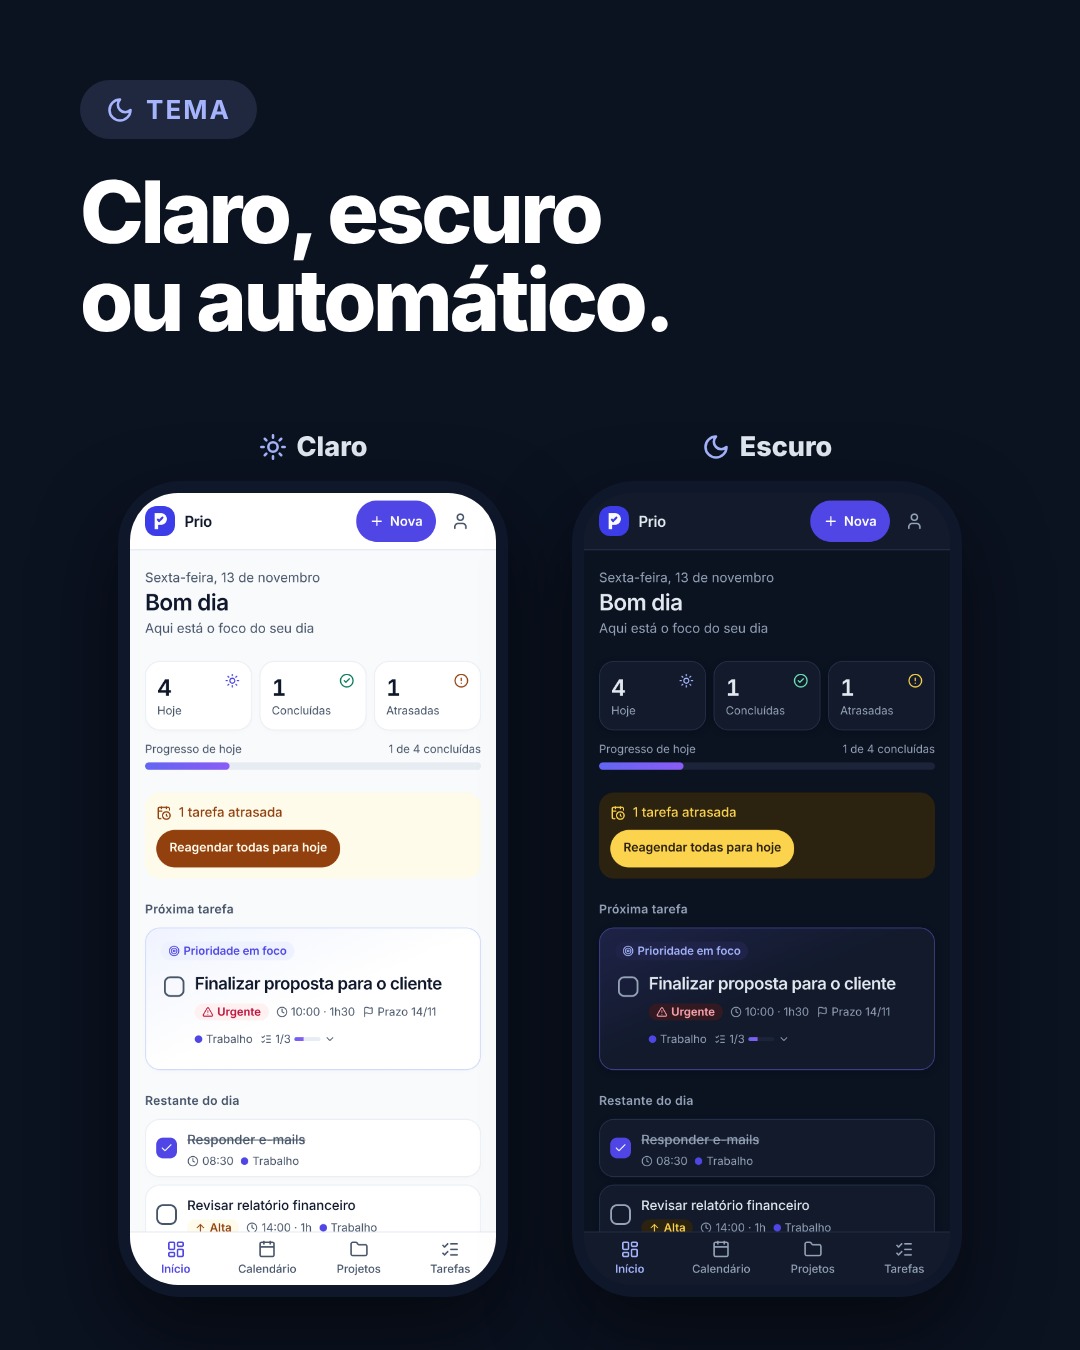 TEMA
Claro, escuro
ou automático.
Claro
Prio
Nova
Sexta-feira, 13 de novembro
Bom dia
Aqui está o foco do seu dia
4
Hoje
1
Concluídas
1
Atrasadas
Progresso de hoje
1 de 4 concluídas
1 tarefa atrasada
Reagendar todas para hoje
Próxima tarefa
Prioridade em foco
Finalizar proposta para o cliente
Urgente 10:00 · 1h30 Prazo 14/11
Trabalho 1/3
Restante do dia
Responder e-mails
08:30 Trabalho
Revisar relatório financeiro
Alta 14:00 · 1h Trabalho
Início Calendário Projetos Tarefas
Escuro
Prio
Nova
Sexta-feira, 13 de novembro
Bom dia
Aqui está o foco do seu dia
4
Hoje
1
Concluídas
1
Atrasadas
Progresso de hoje
1 de 4 concluídas
1 tarefa atrasada
Reagendar todas para hoje
Próxima tarefa
Prioridade em foco
Finalizar proposta para o cliente
Urgente 10:00 · 1h30 Prazo 14/11
Trabalho 1/3
Restante do dia
Responder e-mails
08:30 Trabalho
Revisar relatório financeiro
Alta 14:00 · 1h Trabalho
Início Calendário Projetos Tarefas